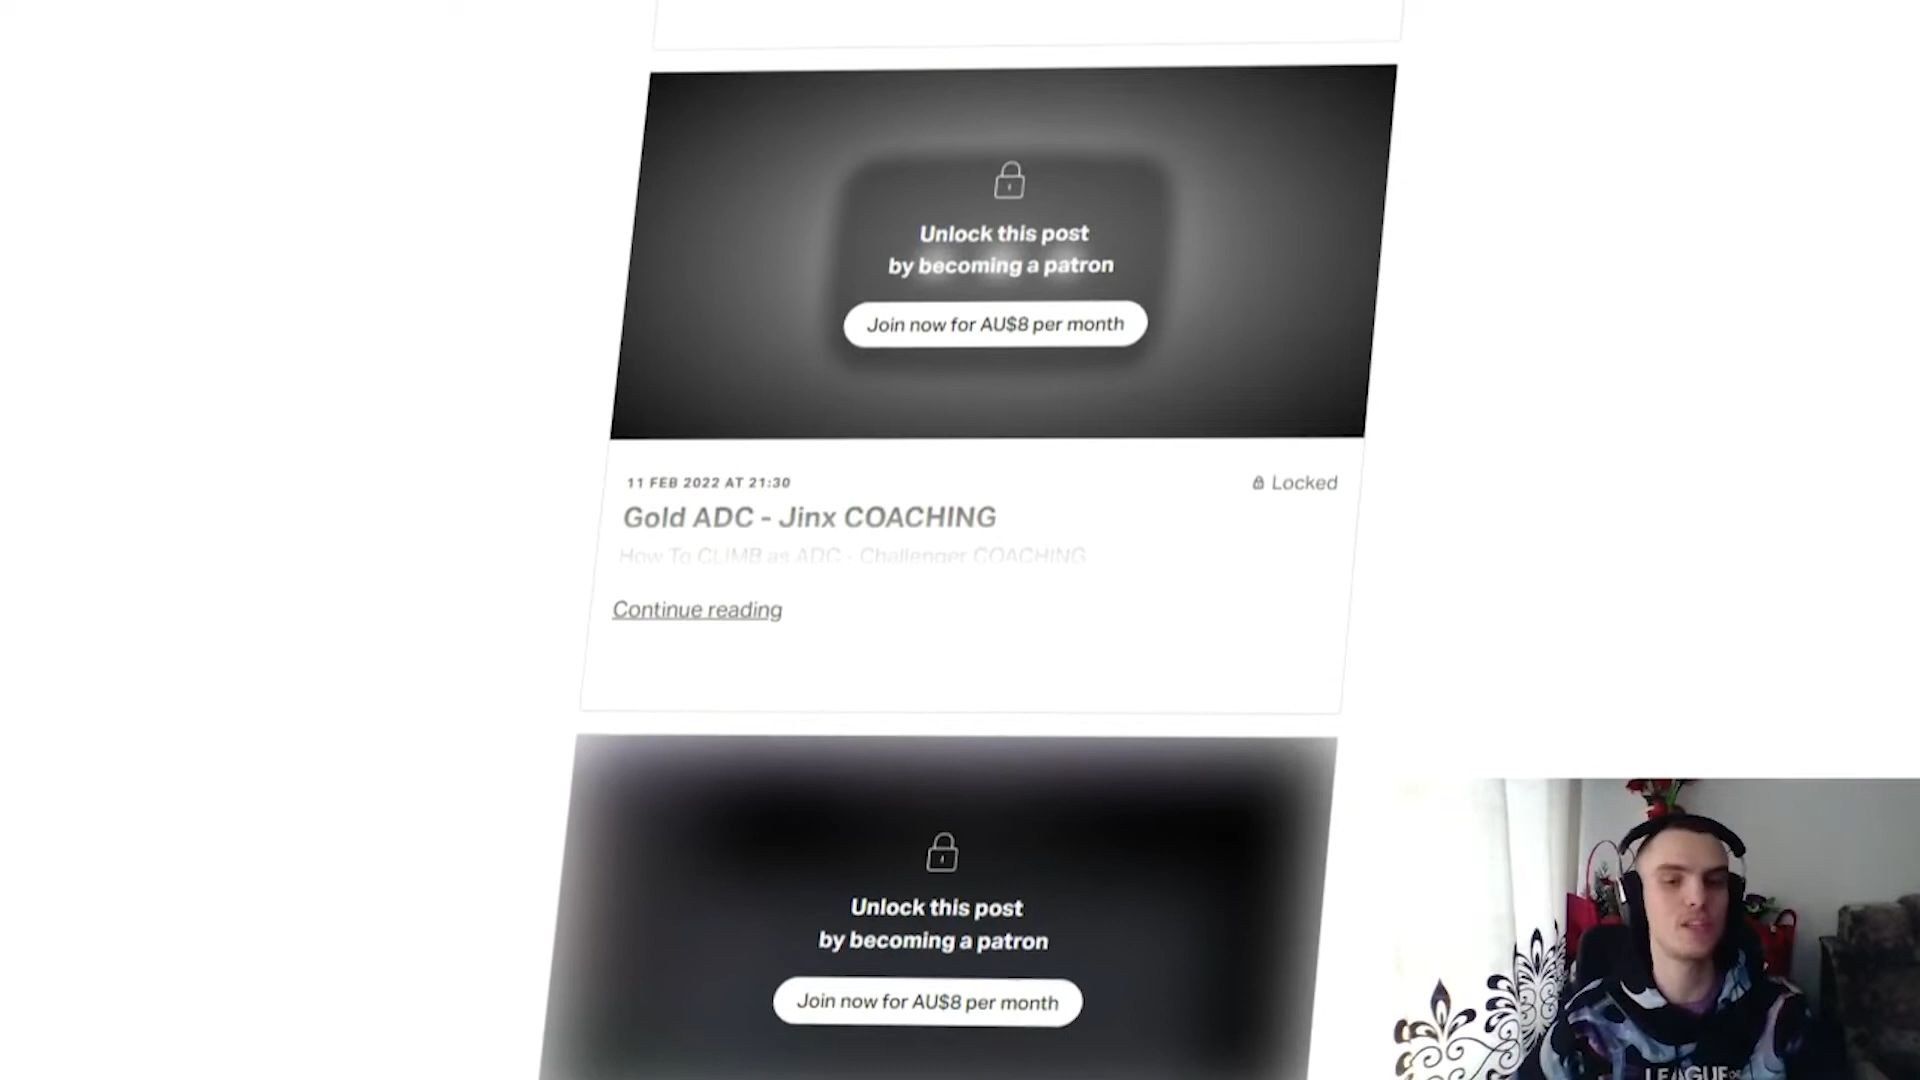 Unlock this post
by becoming a patron
Join now for AU$8 per month
11 FEB 2022 AT 21:30
Locked
Gold ADC - Jinx COACHING
How To CLIMB as ADC - Challenger COACHING
Continue reading
Unlock this post
by becoming a patron
Join now for AU$8 per month
LEAGUE OF